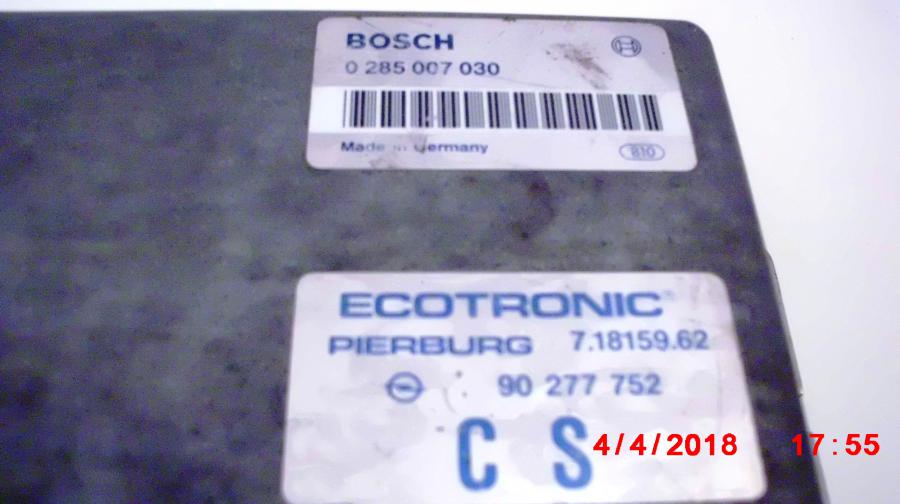 BOSCH
0 285 007 030
Made in Germany
810
ECOTRONIC®
PIERBURG 7.18159.62
90 277 752
C S
4/4/2018 17:55